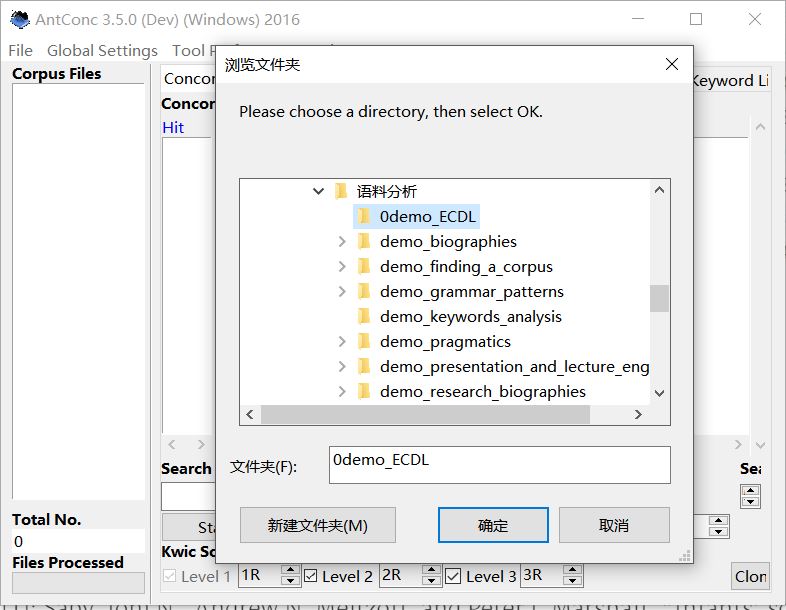 AntConc 3.5.0 (Dev) (Windows) 2016
File Global Settings Tool
Corpus Files
Concor
Keyword Li
浏览文件夹
Concor
Hit
Please choose a directory, then select OK.
语料分析
0demo_ECDL
demo_biographies
demo_finding_a_corpus
demo_grammar_patterns
demo_keywords_analysis
demo_pragmatics
demo_presentation_and_lecture_eng
demo_research_biographies
文件夹(F):
0demo_ECDL
Search
Sea
新建文件夹(M)
确定
取消
Sta
Total No.
0
Files Processed
Kwic So
Level 1 1R Level 2 2R Level 3 3R
Clon